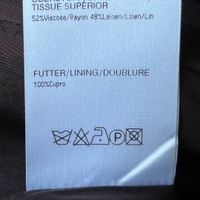 TISSUE SUPÉRIOR
52%Viscose/Rayon 48%Leinen/Linen/Lin
FUTTER/LINING/DOUBLURE
100%Cupro
P